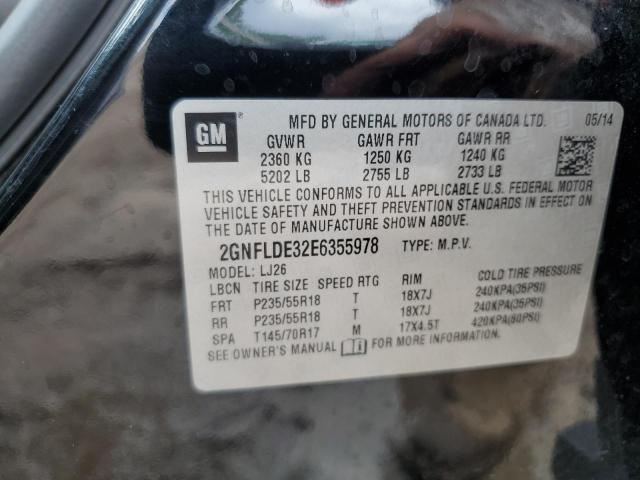 GM
MFD BY GENERAL MOTORS OF CANADA LTD. 05/14
GVWR GAWR FRT GAWR RR
2360 KG 1250 KG 1240 KG
5202 LB 2755 LB 2733 LB
THIS VEHICLE CONFORMS TO ALL APPLICABLE U.S. FEDERAL MOTOR
VEHICLE SAFETY AND THEFT PREVENTION STANDARDS IN EFFECT ON
THE DATE OF MANUFACTURE SHOWN ABOVE.
2GNFLDE32E6355978 TYPE: M.P.V.
MODEL: LJ26
LBCN TIRE SIZE SPEED RTG RIM COLD TIRE PRESSURE
FRT P235/55R18 T 18X7J 240KPA(35PSI)
RR P235/55R18 T 18X7J 240KPA(35PSI)
SPA T145/70R17 M 17X4.5T 420KPA(60PSI)
SEE OWNER'S MANUAL FOR MORE INFORMATION.